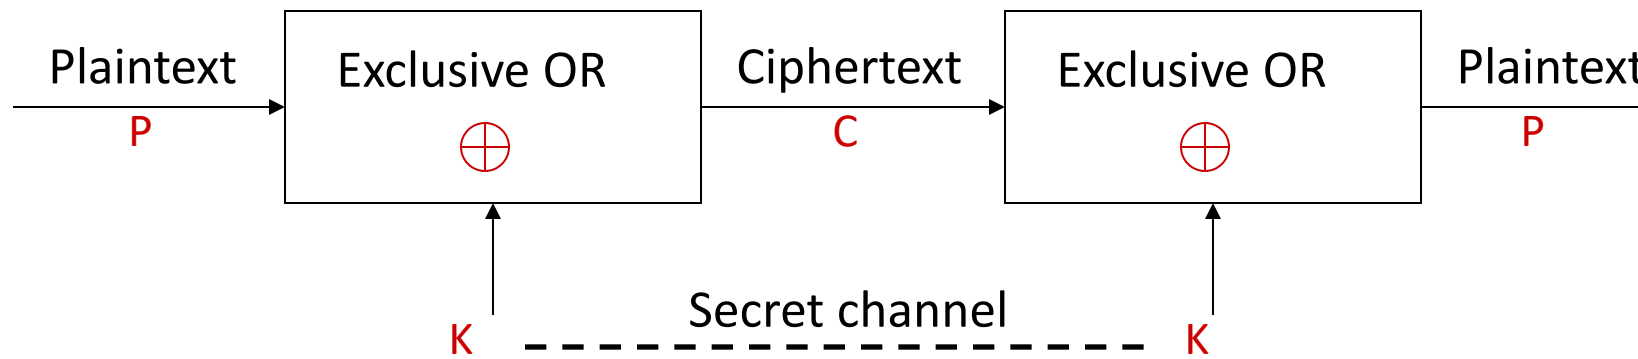 Plaintext
P
Exclusive OR
Ciphertext
C
Exclusive OR
Plaintext
P
Secret channel
K
K